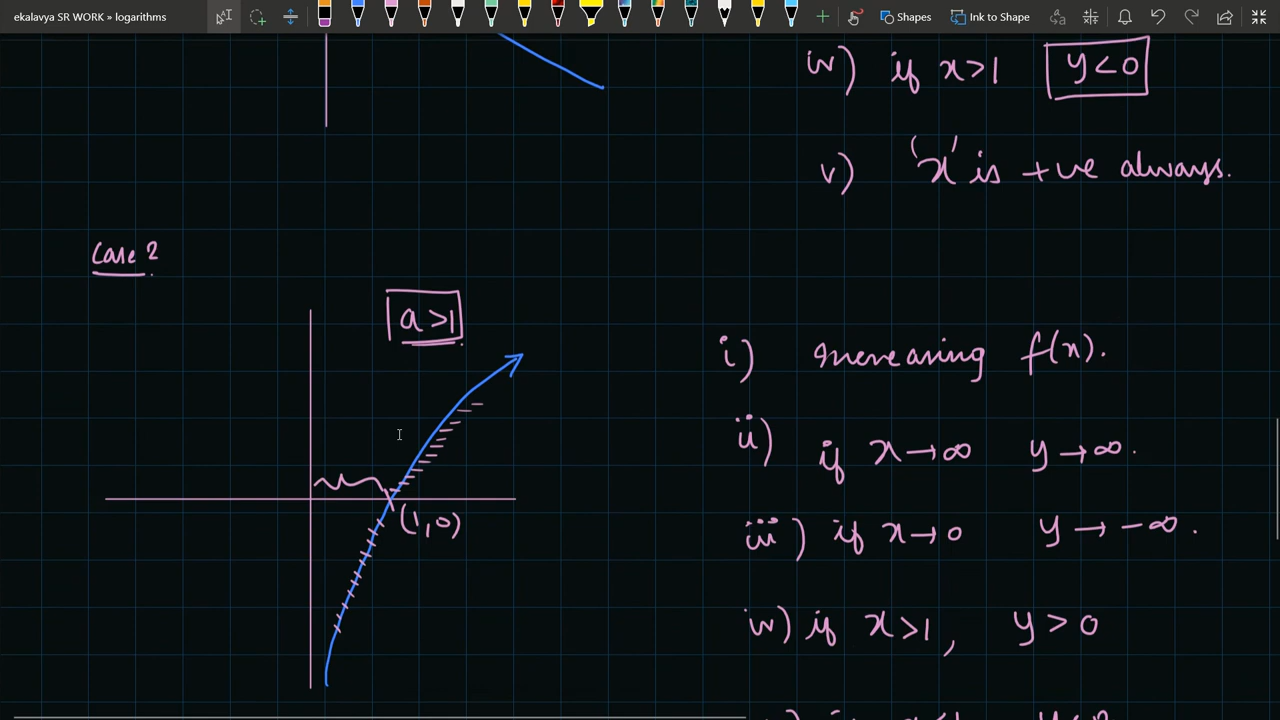 ekalavya SR WORK » logarithms
Shapes
Ink to Shape
iv) if x>1 y<0
v) 'x' is +ve always.
Case 2
a>1
(1,0)
i) increasing f(x).
ii) if x→∞ y→∞.
iii) if x→0 y→-∞.
iv) if x>1, y>0